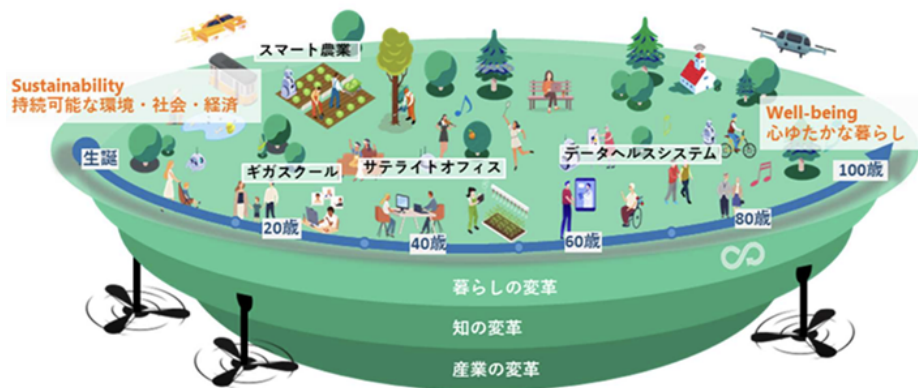 スマート農業
Sustainability
持続可能な環境・社会・経済
Well-being
心ゆたかな暮らし
生誕
ギガスクール
サテライトオフィス
データヘルスシステム
100歳
20歳
40歳
60歳
80歳
暮らしの変革
知の変革
産業の変革